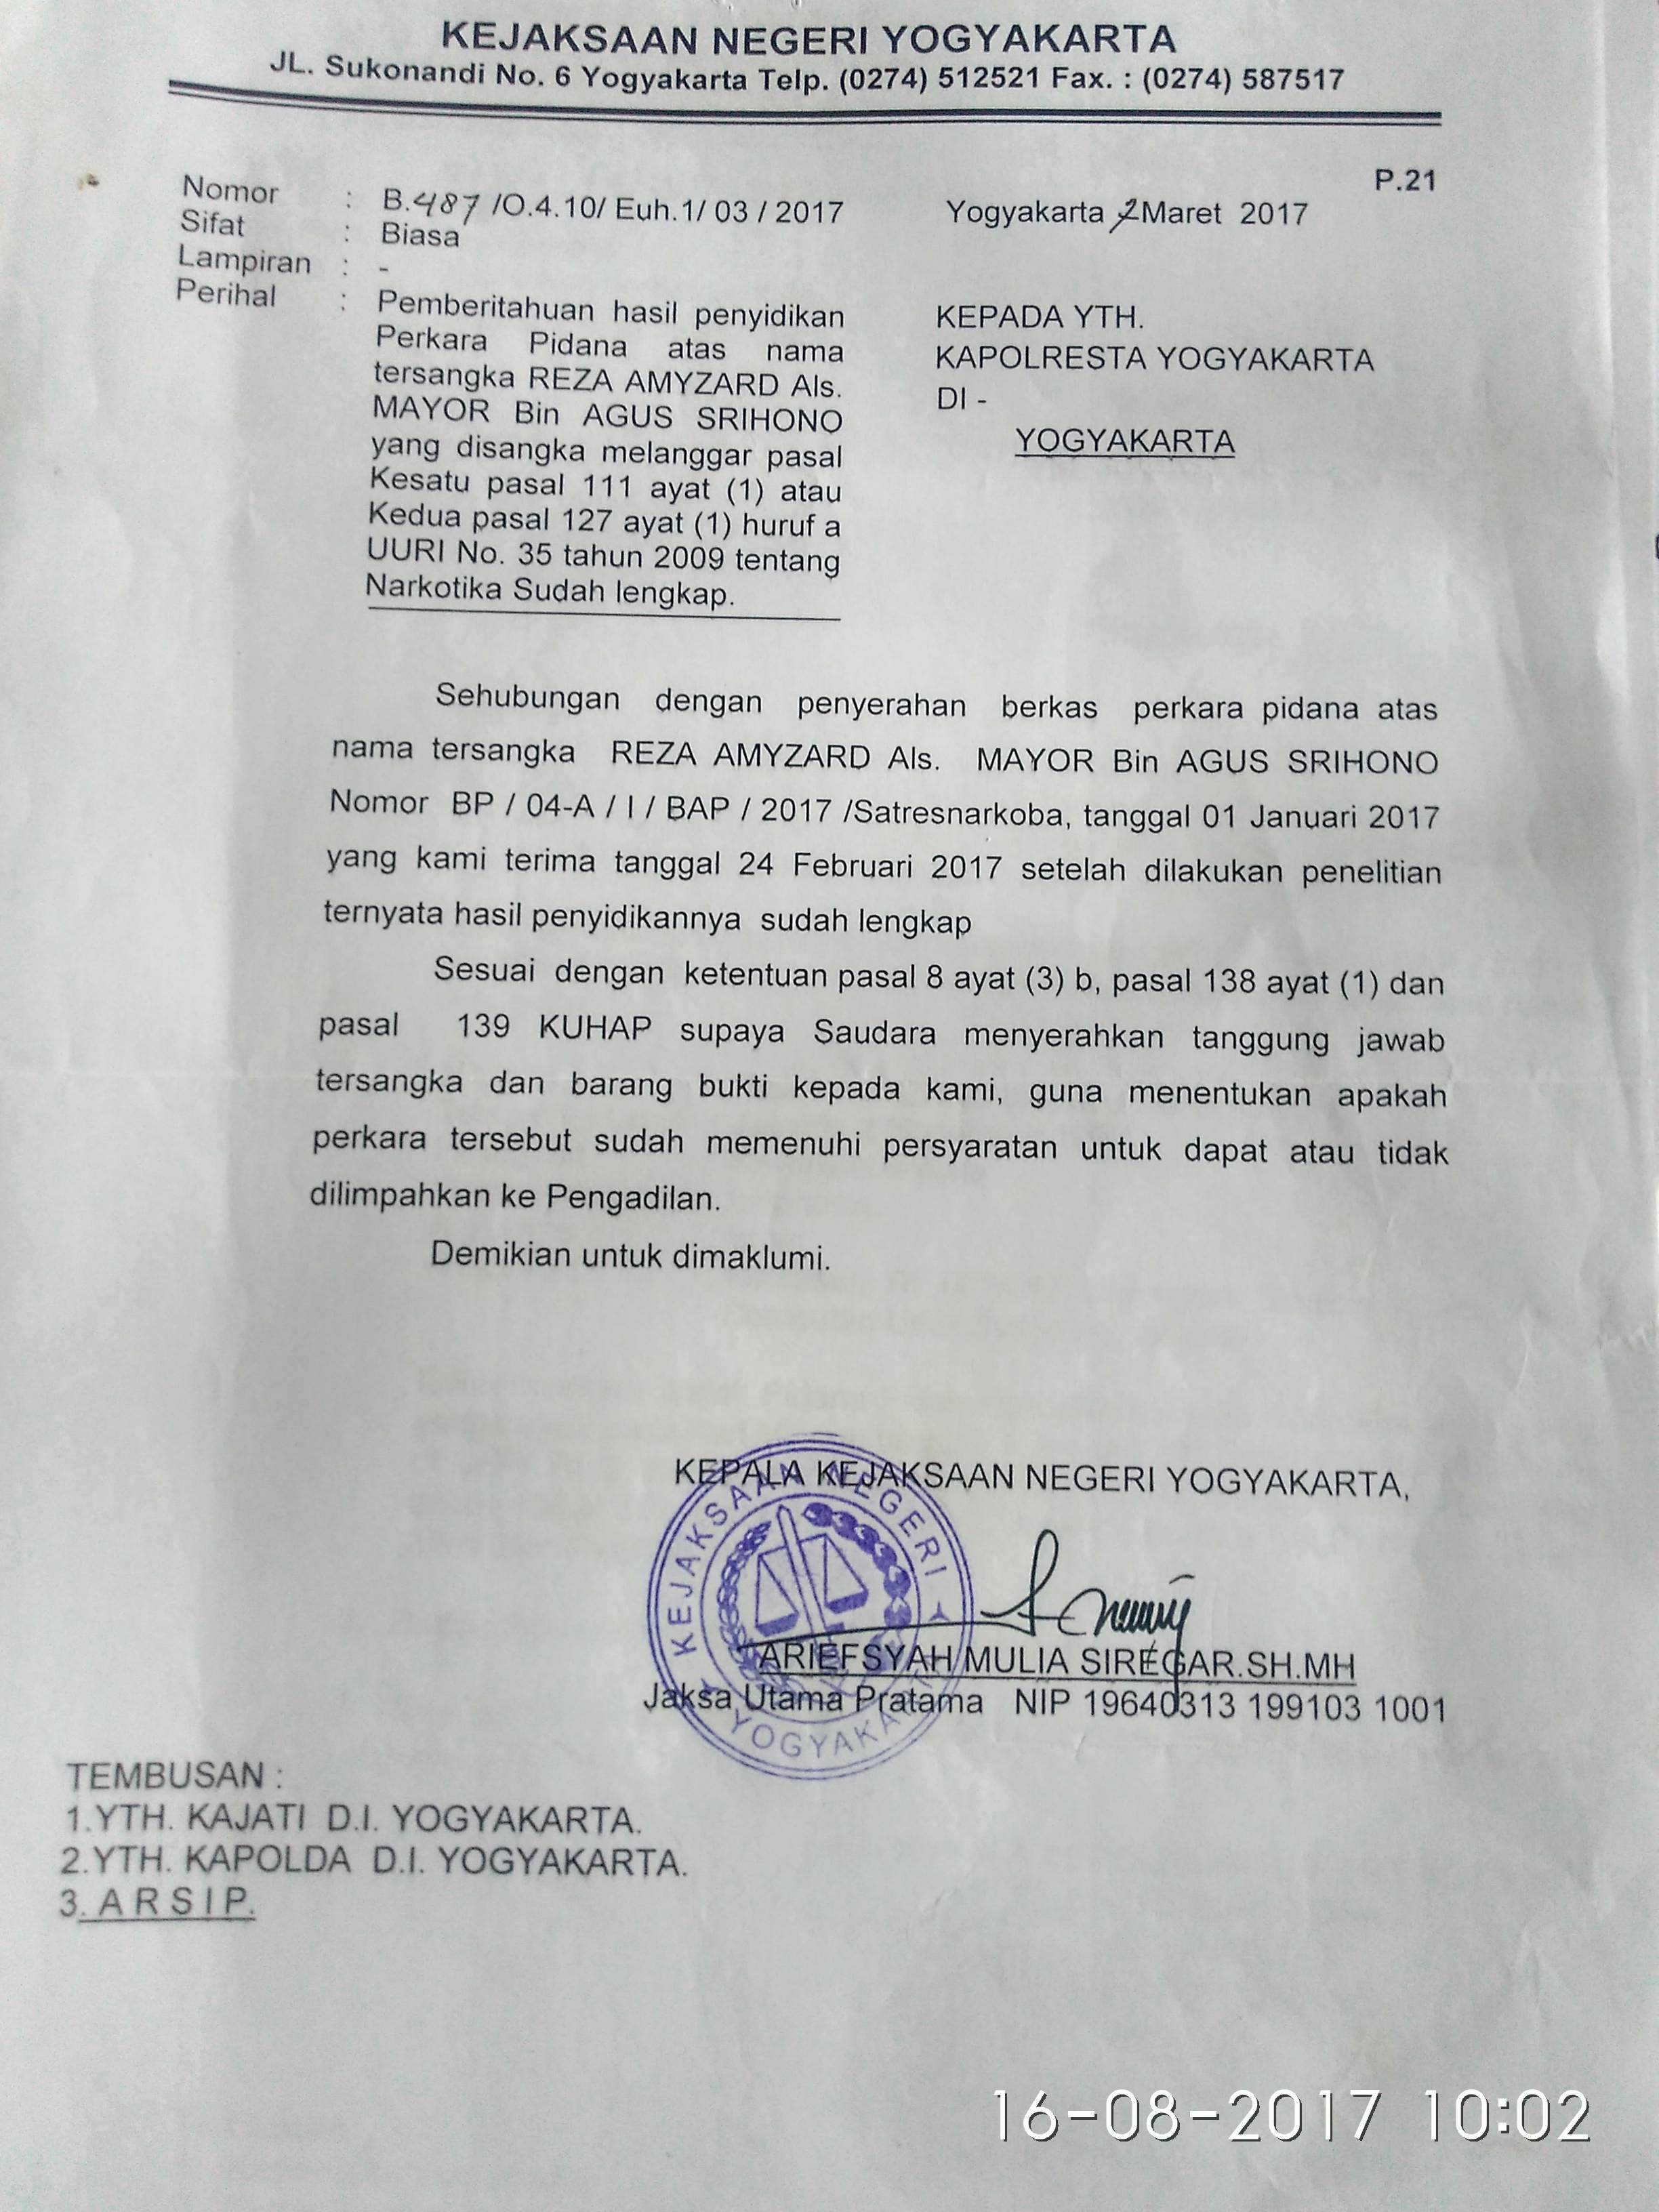 KEJAKSAAN NEGERI YOGYAKARTA
JL. Sukonandi No. 6 Yogyakarta Telp. (0274) 512521 Fax. : (0274) 587517
P.21
Nomor : B.487 /O.4.10/ Euh.1/ 03 / 2017
Yogyakarta 7 Maret 2017
Sifat : Biasa
Lampiran : -
Perihal : Pemberitahuan hasil penyidikan
Perkara Pidana atas nama
tersangka REZA AMYZARD Als.
MAYOR Bin AGUS SRIHONO
yang disangka melanggar pasal
Kesatu pasal 111 ayat (1) atau
Kedua pasal 127 ayat (1) huruf a
UURI No. 35 tahun 2009 tentang
Narkotika Sudah lengkap.
KEPADA YTH.
KAPOLRESTA YOGYAKARTA
DI -
YOGYAKARTA
Sehubungan dengan penyerahan berkas perkara pidana atas
nama tersangka REZA AMYZARD Als. MAYOR Bin AGUS SRIHONO
Nomor BP / 04-A / I / BAP / 2017 /Satresnarkoba, tanggal 01 Januari 2017
yang kami terima tanggal 24 Februari 2017 setelah dilakukan penelitian
ternyata hasil penyidikannya sudah lengkap
Sesuai dengan ketentuan pasal 8 ayat (3) b, pasal 138 ayat (1) dan
pasal 139 KUHAP supaya Saudara menyerahkan tanggung jawab
tersangka dan barang bukti kepada kami, guna menentukan apakah
perkara tersebut sudah memenuhi persyaratan untuk dapat atau tidak
dilimpahkan ke Pengadilan.
Demikian untuk dimaklumi.
KEPALA KEJAKSAAN NEGERI YOGYAKARTA,
KEJAKSAAN NEGERI
YOGYAKARTA
ARIEFSYAH MULIA SIREGAR.SH.MH
Jaksa Utama Pratama NIP 19640313 199103 1001
TEMBUSAN :
1.YTH. KAJATI D.I. YOGYAKARTA.
2.YTH. KAPOLDA D.I. YOGYAKARTA.
3. A R S I P.
16-08-2017 10:02